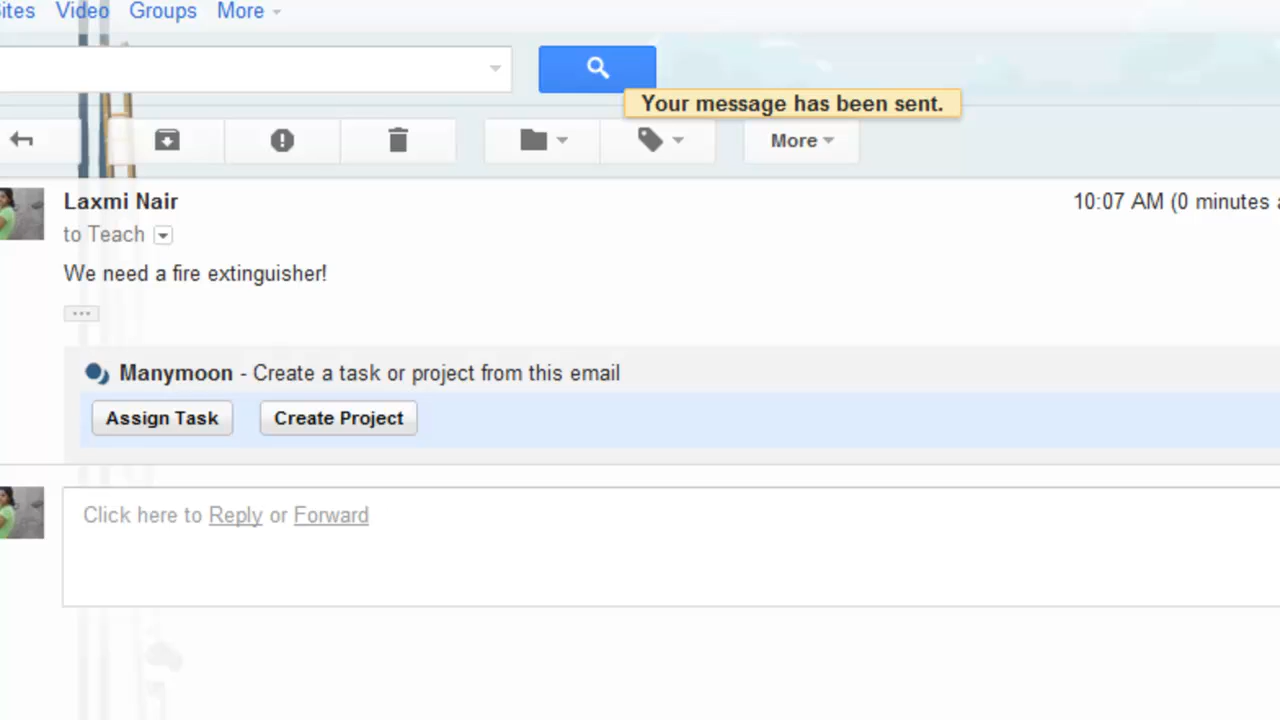 Video Groups More
Your message has been sent.
More
Laxmi Nair
10:07 AM (0 minutes
to Teach
We need a fire extinguisher!
Manymoon - Create a task or project from this email
Assign Task Create Project
Click here to Reply or Forward